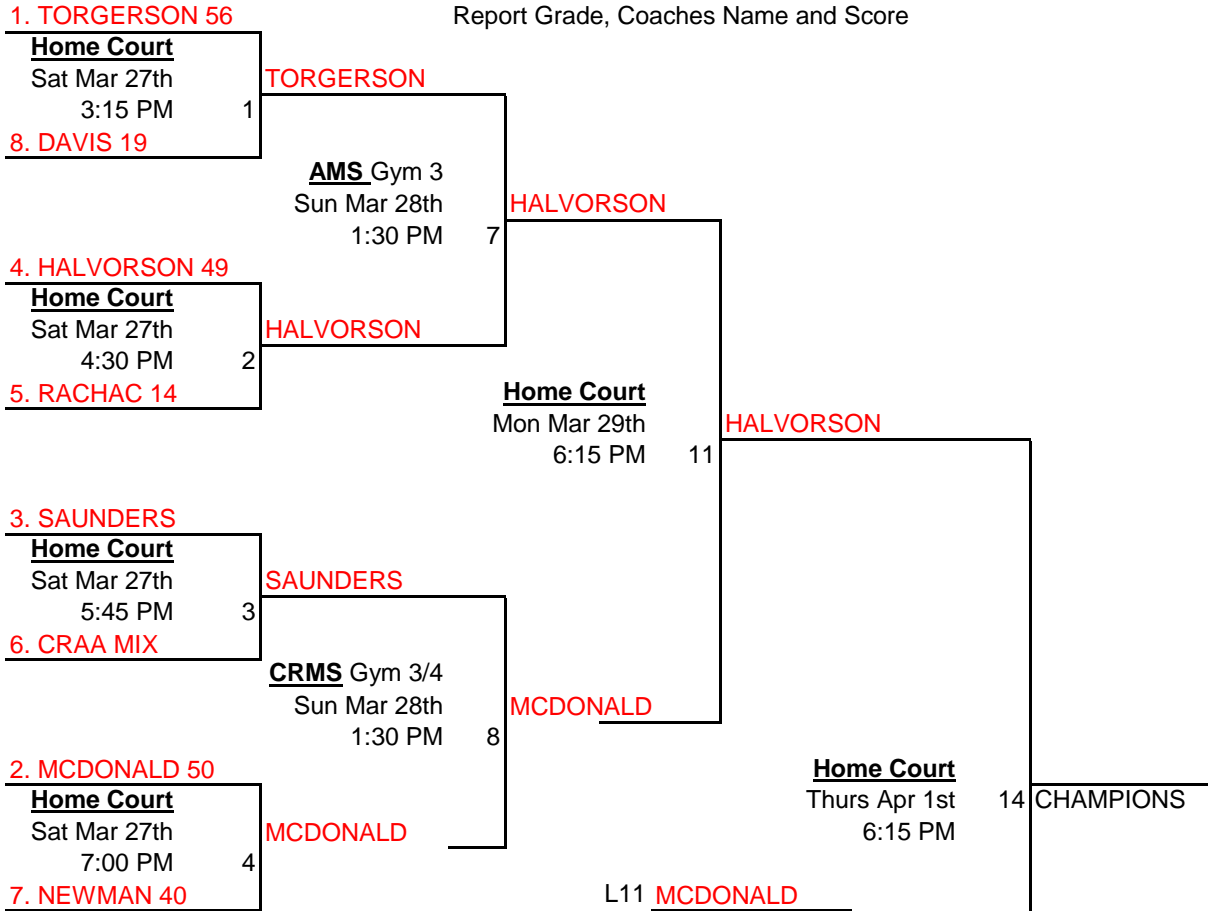 1. TORGERSON 56
Report Grade, Coaches Name and Score
Home Court
Sat Mar 27th
TORGERSON
3:15 PM 1
8. DAVIS 19
AMS Gym 3
Sun Mar 28th
HALVORSON
1:30 PM 7
4. HALVORSON 49
Home Court
Sat Mar 27th
HALVORSON
4:30 PM 2
5. RACHAC 14
Home Court
Mon Mar 29th
HALVORSON
6:15 PM 11
3. SAUNDERS
Home Court
Sat Mar 27th
SAUNDERS
5:45 PM 3
6. CRAA MIX
CRMS Gym 3/4
Sun Mar 28th
MCDONALD
1:30 PM 8
2. MCDONALD 50
Home Court
Home Court
Sat Mar 27th
Thurs Apr 1st 14 CHAMPIONS
MCDONALD
6:15 PM
7:00 PM 4
7. NEWMAN 40
L11 MCDONALD